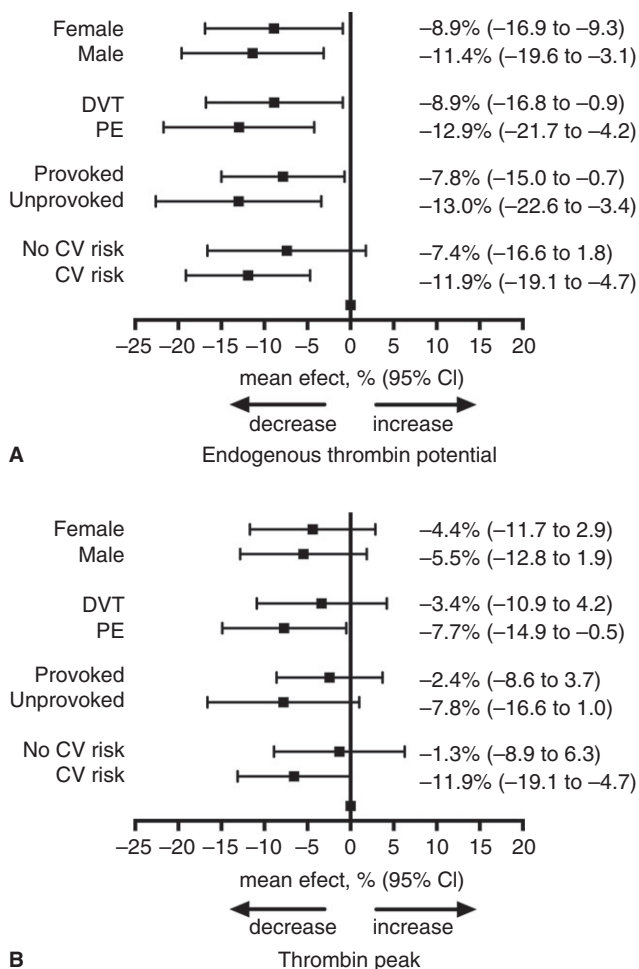 Female –8.9% (–16.9 to –9.3)
Male –11.4% (–19.6 to –3.1)
DVT –8.9% (–16.8 to –0.9)
PE –12.9% (–21.7 to –4.2)
Provoked –7.8% (–15.0 to –0.7)
Unprovoked –13.0% (–22.6 to –3.4)
No CV risk –7.4% (–16.6 to 1.8)
CV risk –11.9% (–19.1 to –4.7)
–25 –20 –15 –10 –5 0 5 10 15 20
mean efect, % (95% CI)
decrease increase
A Endogenous thrombin potential
Female –4.4% (–11.7 to 2.9)
Male –5.5% (–12.8 to 1.9)
DVT –3.4% (–10.9 to 4.2)
PE –7.7% (–14.9 to –0.5)
Provoked –2.4% (–8.6 to 3.7)
Unprovoked –7.8% (–16.6 to 1.0)
No CV risk –1.3% (–8.9 to 6.3)
CV risk –11.9% (–19.1 to –4.7)
–25 –20 –15 –10 –5 0 5 10 15 20
mean efect, % (95% CI)
decrease increase
B Thrombin peak